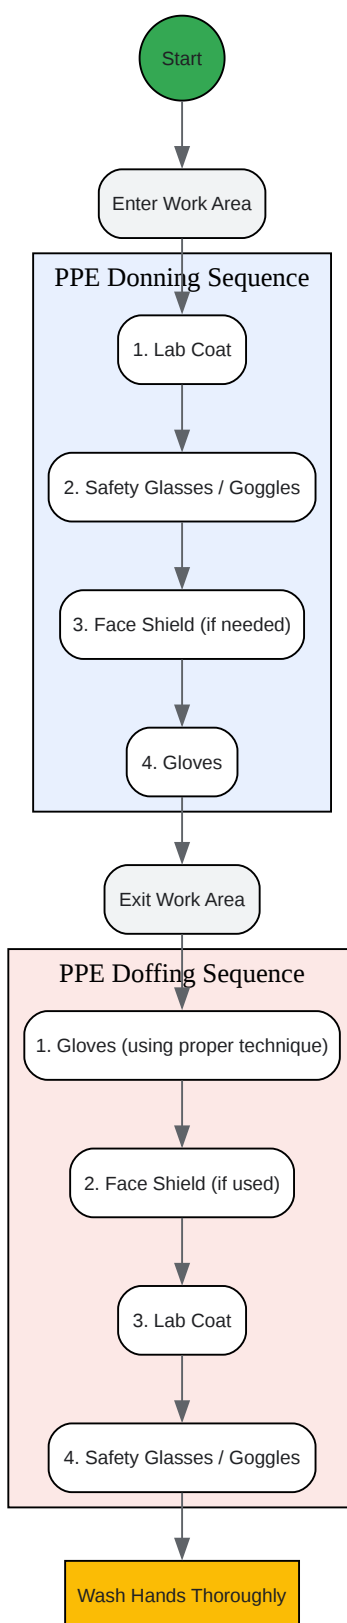 Start
Enter Work Area
PPE Donning Sequence
1. Lab Coat
2. Safety Glasses / Goggles
3. Face Shield (if needed)
4. Gloves
Exit Work Area
PPE Doffing Sequence
1. Gloves (using proper technique)
2. Face Shield (if used)
3. Lab Coat
4. Safety Glasses / Goggles
Wash Hands Thoroughly